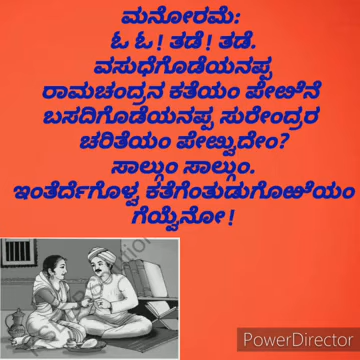 ಮನೋರಮೆ:
ಓ ಓ! ತಡೆ! ತಡೆ.
ವಸುಧೆಗೊಡೆಯನಪ್ಪ
ರಾಮಚಂದ್ರನ ಕತೆಯಂ ಪೇೞೆನೆ
ಬಸದಿಗೊಡೆಯನಪ್ಪ ಸುರೇಂದ್ರರ
ಚರಿತೆಯಂ ಪೇೞ್ವುದೇಂ?
ಸಾಲ್ಗುಂ ಸಾಲ್ಗುಂ.
ಇಂತೆರ್ದೆಗೊಳ್ವ ಕತೆಗೆಂತುಡುಗೊಱೆಯಂ
ಗೆಯ್ವೆನೋ!
PowerDirector